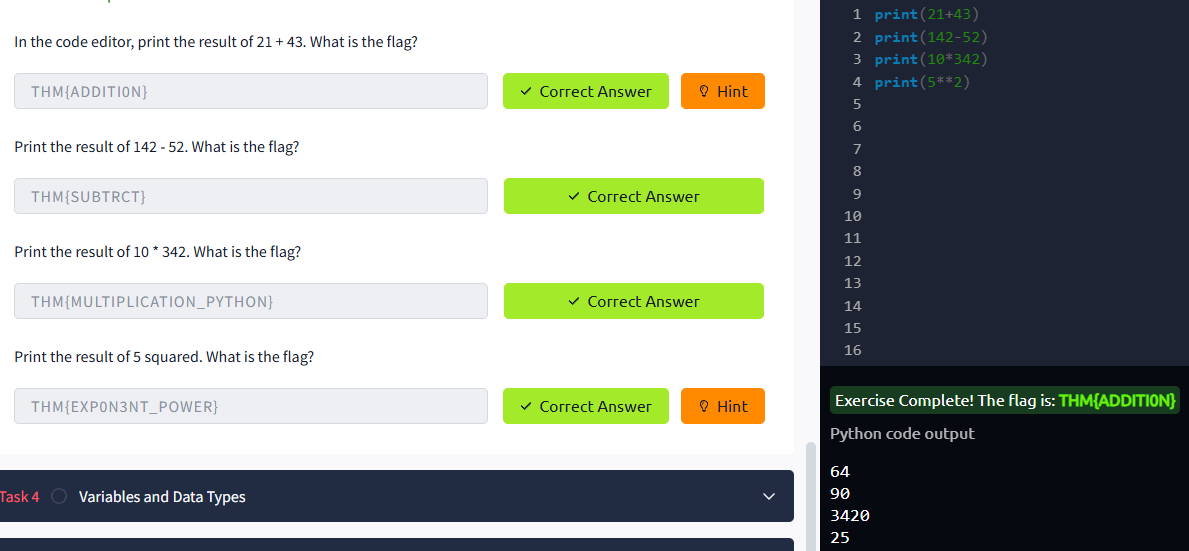 In the code editor, print the result of 21 + 43. What is the flag?
THM{ADDITI0N}
Correct Answer
Hint
Print the result of 142 - 52. What is the flag?
THM{SUBTRCT}
Correct Answer
Print the result of 10 * 342. What is the flag?
THM{MULTIPLICATION_PYTHON}
Correct Answer
Print the result of 5 squared. What is the flag?
THM{EXP0N3NT_POWER}
Correct Answer
Hint
Task 4
Variables and Data Types
1 print(21+43)
2 print(142-52)
3 print(10*342)
4 print(5**2)
5
6
7
8
9
10
11
12
13
14
15
16
Exercise Complete! The flag is: THM{ADDITI0N}
Python code output
64
90
3420
25